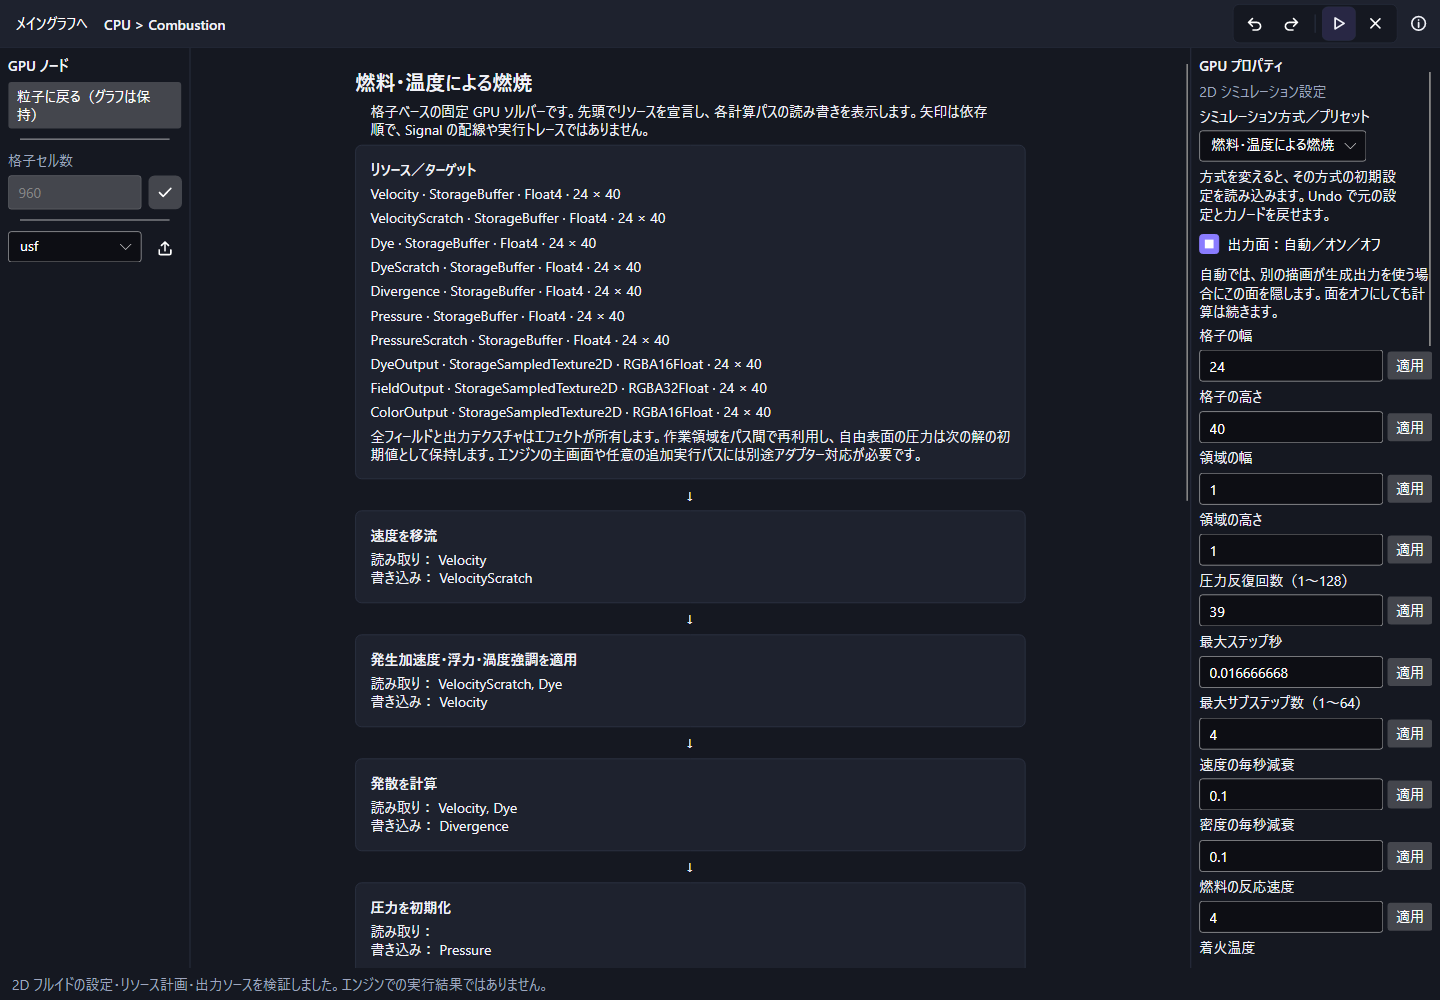 メイングラフへ CPU > Combustion
GPU ノード
粒子に戻る（グラフは保
持）
格子セル数
960
usf
燃料・温度による燃焼
格子ベースの固定 GPU ソルバーです。先頭でリソースを宣言し、各計算パスの読み書きを表示します。矢印は依存
順で、Signal の配線や実行トレースではありません。
リソース／ターゲット
Velocity · StorageBuffer · Float4 · 24 × 40
VelocityScratch · StorageBuffer · Float4 · 24 × 40
Dye · StorageBuffer · Float4 · 24 × 40
DyeScratch · StorageBuffer · Float4 · 24 × 40
Divergence · StorageBuffer · Float4 · 24 × 40
Pressure · StorageBuffer · Float4 · 24 × 40
PressureScratch · StorageBuffer · Float4 · 24 × 40
DyeOutput · StorageSampledTexture2D · RGBA16Float · 24 × 40
FieldOutput · StorageSampledTexture2D · RGBA32Float · 24 × 40
ColorOutput · StorageSampledTexture2D · RGBA16Float · 24 × 40
全フィールドと出力テクスチャはエフェクトが所有します。作業領域をパス間で再利用し、自由表面の圧力は次の解の初
期値として保持します。エンジンの主画面や任意の追加実行パスには別途アダプター対応が必要です。
↓
速度を移流
読み取り： Velocity
書き込み： VelocityScratch
↓
発生加速度・浮力・渦度強調を適用
読み取り： VelocityScratch, Dye
書き込み： Velocity
↓
発散を計算
読み取り： Velocity, Dye
書き込み： Divergence
↓
圧力を初期化
読み取り：
書き込み： Pressure
GPU プロパティ
2D シミュレーション設定
シミュレーション方式／プリセット
燃料・温度による燃焼
方式を変えると、その方式の初期設
定を読み込みます。Undo で元の設
定と力ノードを戻せます。
出力面：自動／オン／オフ
自動では、別の描画が生成出力を使う場
合にこの面を隠します。面をオフにしても計
算は続きます。
格子の幅
24 適用
格子の高さ
40 適用
領域の幅
1 適用
領域の高さ
1 適用
圧力反復回数（1～128）
39 適用
最大ステップ秒
0.016666668 適用
最大サブステップ数（1～64）
4 適用
速度の毎秒減衰
0.1 適用
密度の毎秒減衰
0.1 適用
燃料の反応速度
4 適用
着火温度
2D フルイドの設定・リソース計画・出力ソースを検証しました。エンジンでの実行結果ではありません。